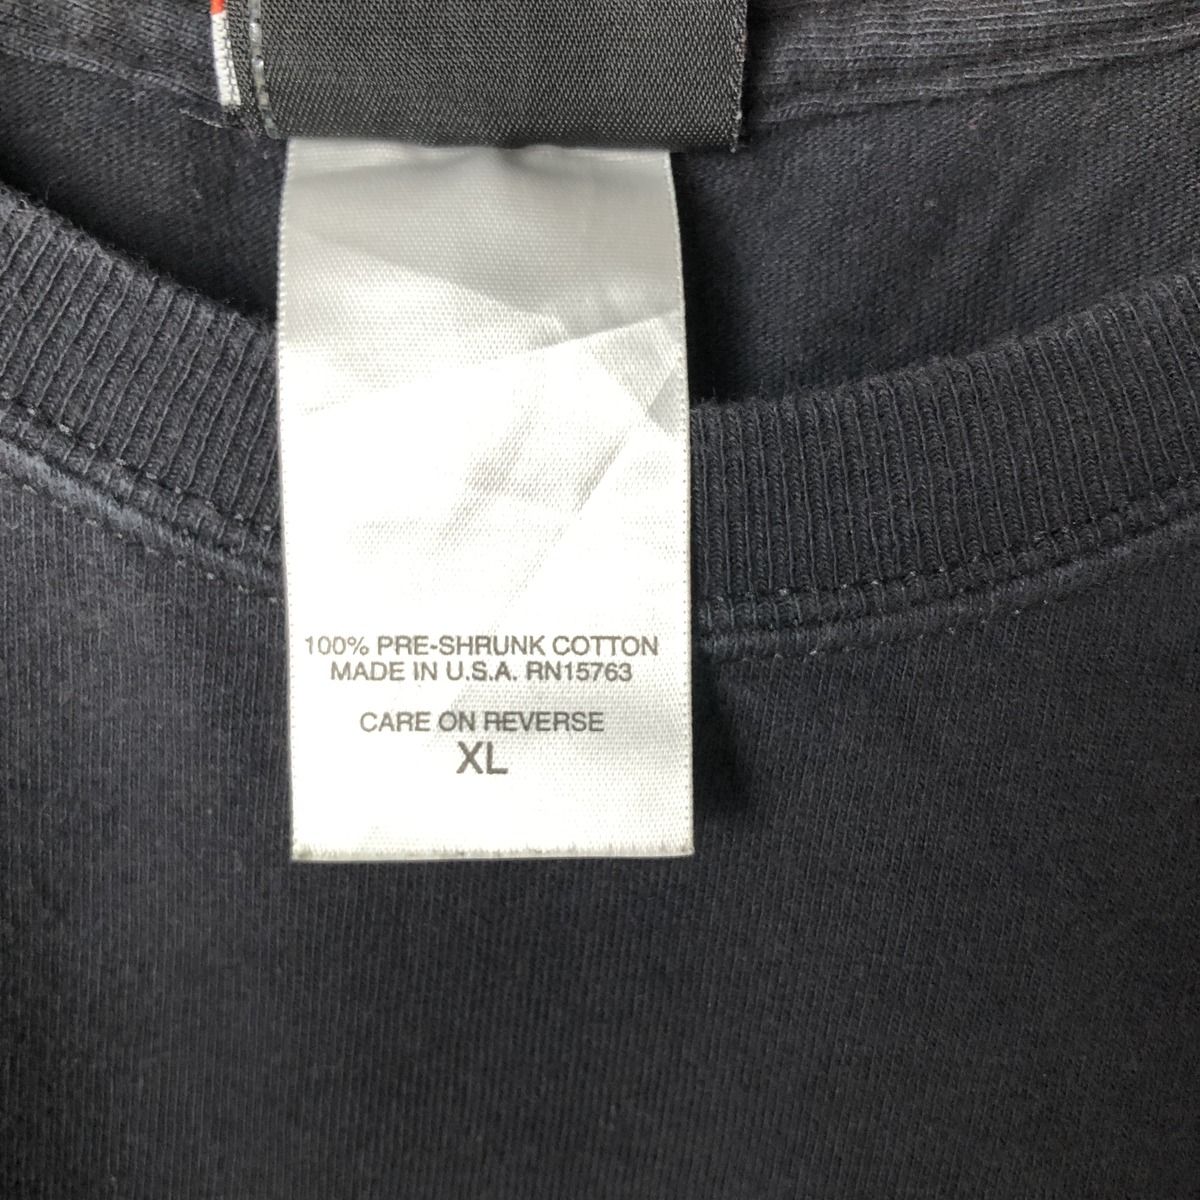 100% PRE-SHRUNK COTTON
MADE IN U.S.A. RN15763
CARE ON REVERSE
XL